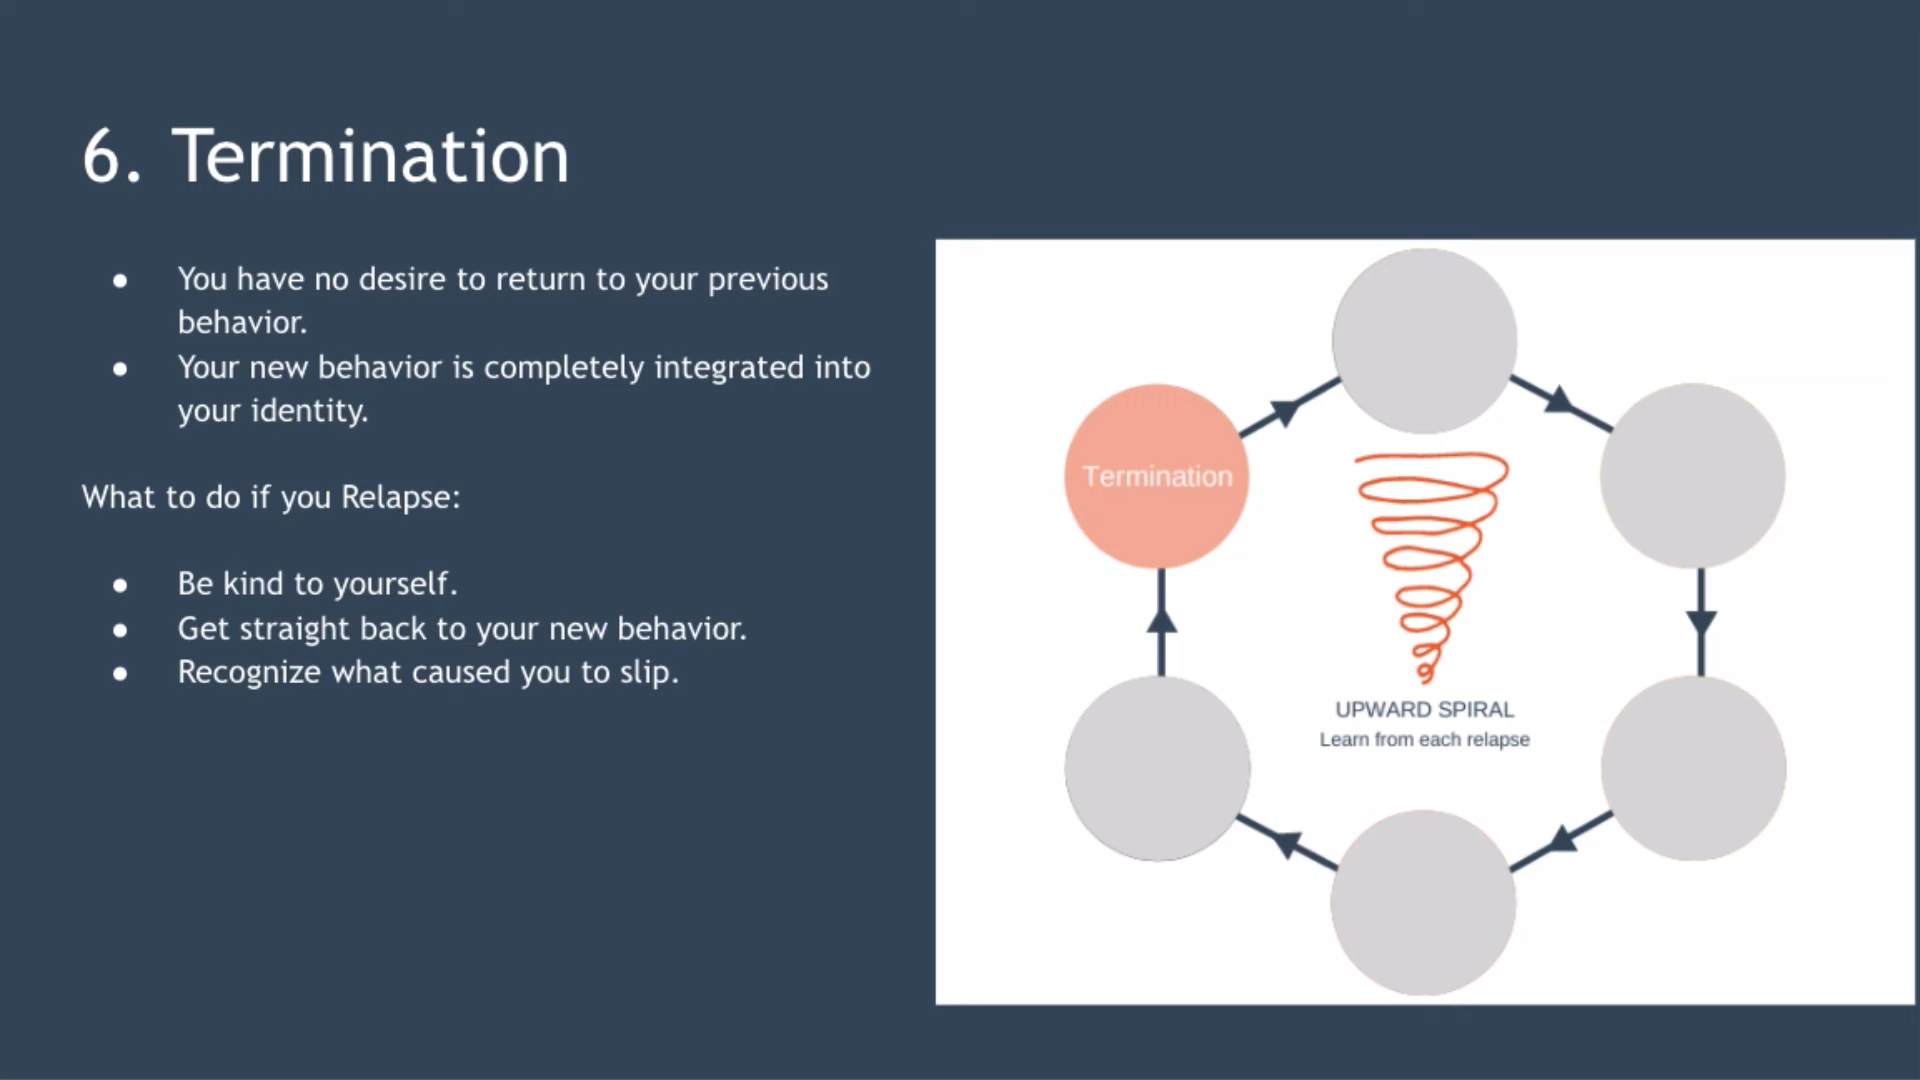 6. Termination
● You have no desire to return to your previous
behavior.
● Your new behavior is completely integrated into
your identity.
What to do if you Relapse:
● Be kind to yourself.
● Get straight back to your new behavior.
● Recognize what caused you to slip.
Termination
UPWARD SPIRAL
Learn from each relapse